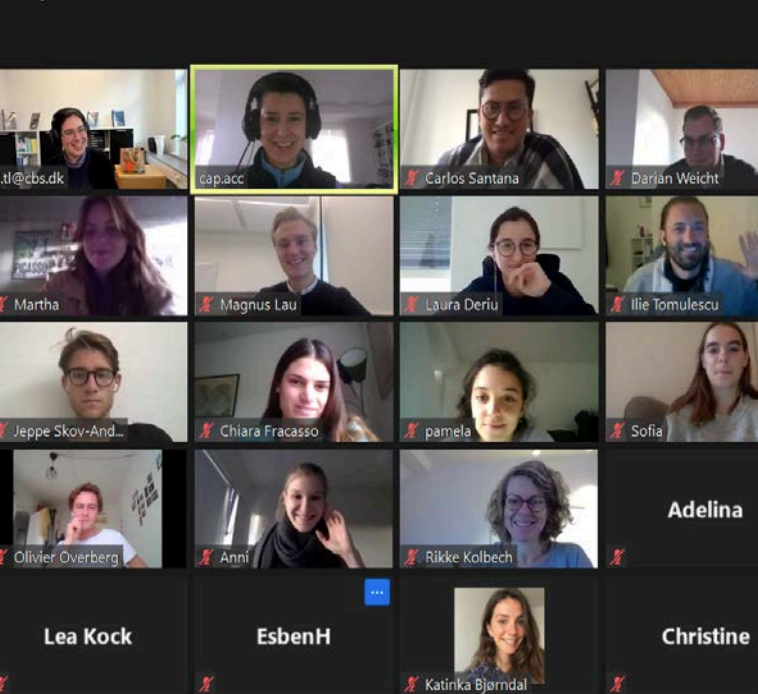 .tl@cbs.dk
cap.acc
Carlos Santana
Darian Weicht
PICASSO
Martha
Magnus Lau
Laura Deriu
Ilie Tomulescu
Jeppe Skov-And...
Chiara Fracasso
pamela
Sofia
Olivier Overberg
Anni
Rikke Kolbech
Adelina
Lea Kock
EsbenH
...
Katinka Bjørndal
Christine